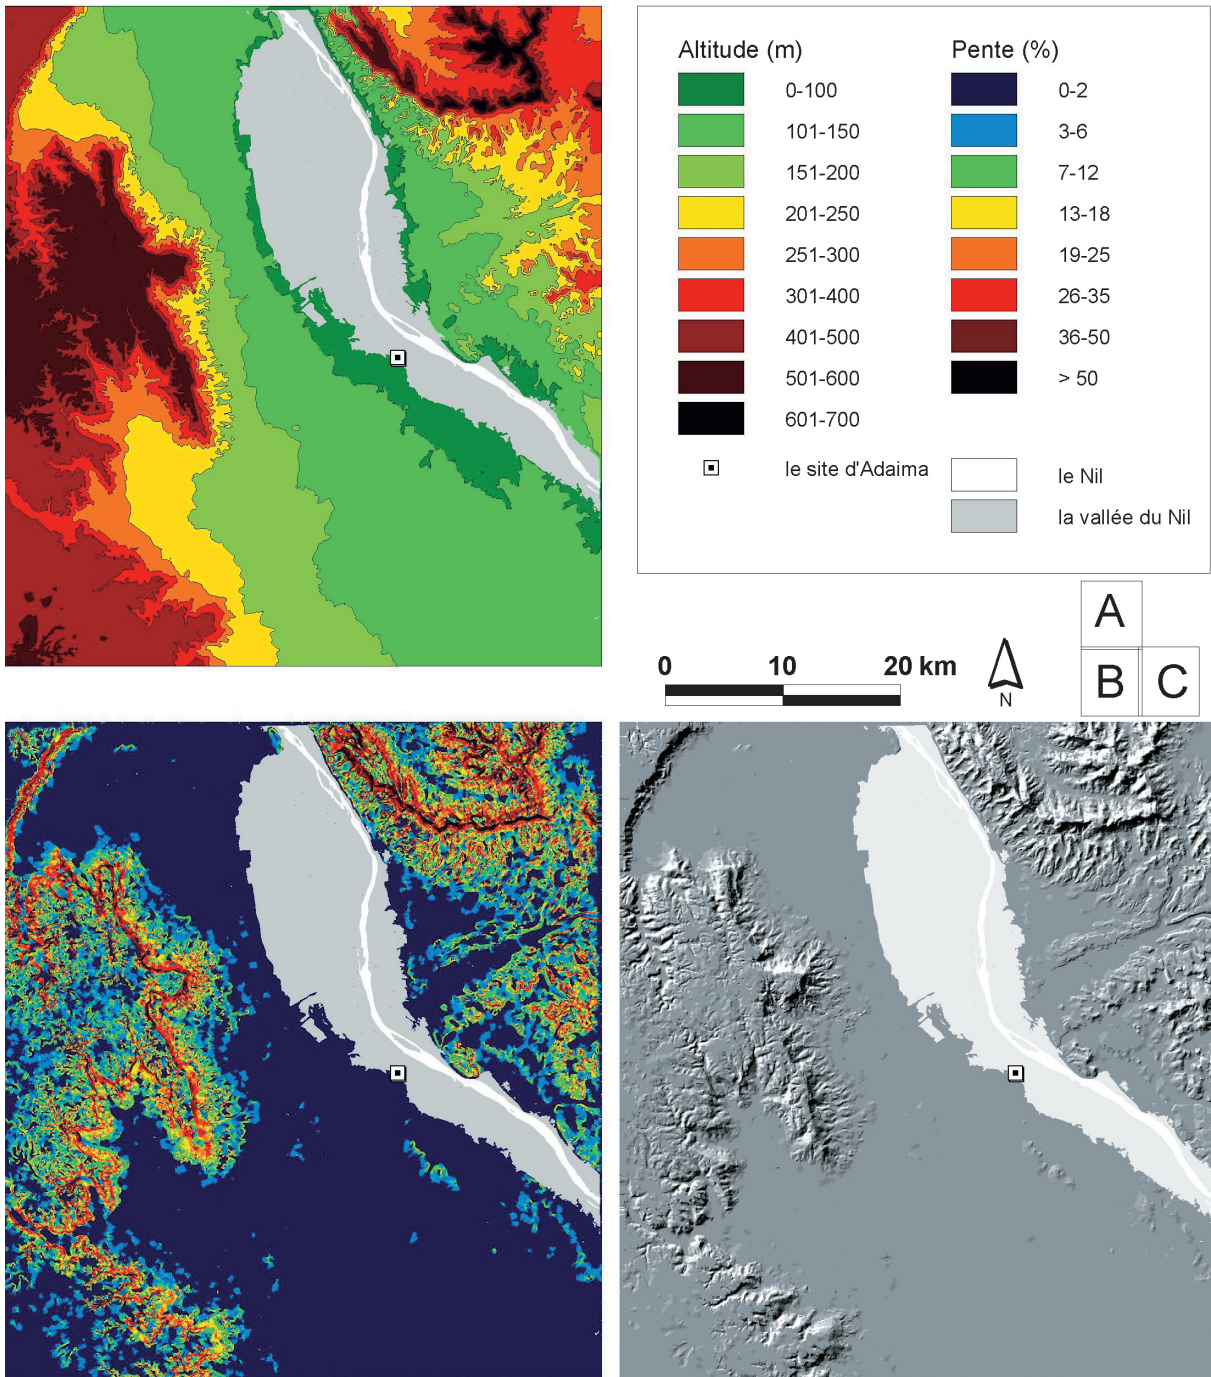 Altitude (m) Pente (%)
0-100 0-2
101-150 3-6
151-200 7-12
201-250 13-18
251-300 19-25
301-400 26-35
401-500 36-50
501-600 > 50
601-700
le site d'Adaima le Nil
la vallée du Nil
A
0 10 20 km
N
B C